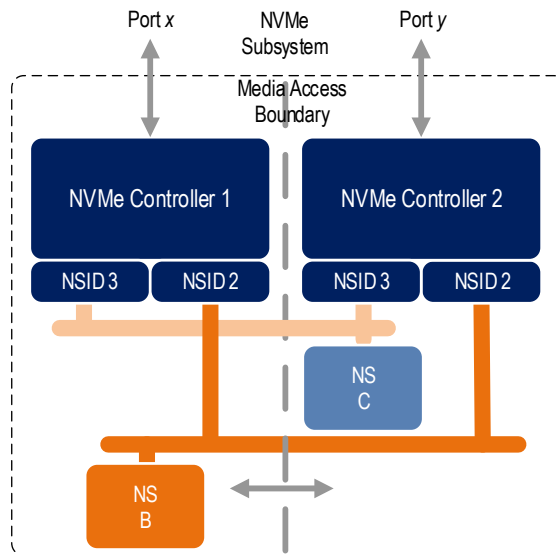 Port x
NVMe
Subsystem
Port y
Media Access
Boundary
NVMe Controller 1
NVMe Controller 2
NSID 3
NSID 2
NSID 3
NSID 2
NS
C
NS
B